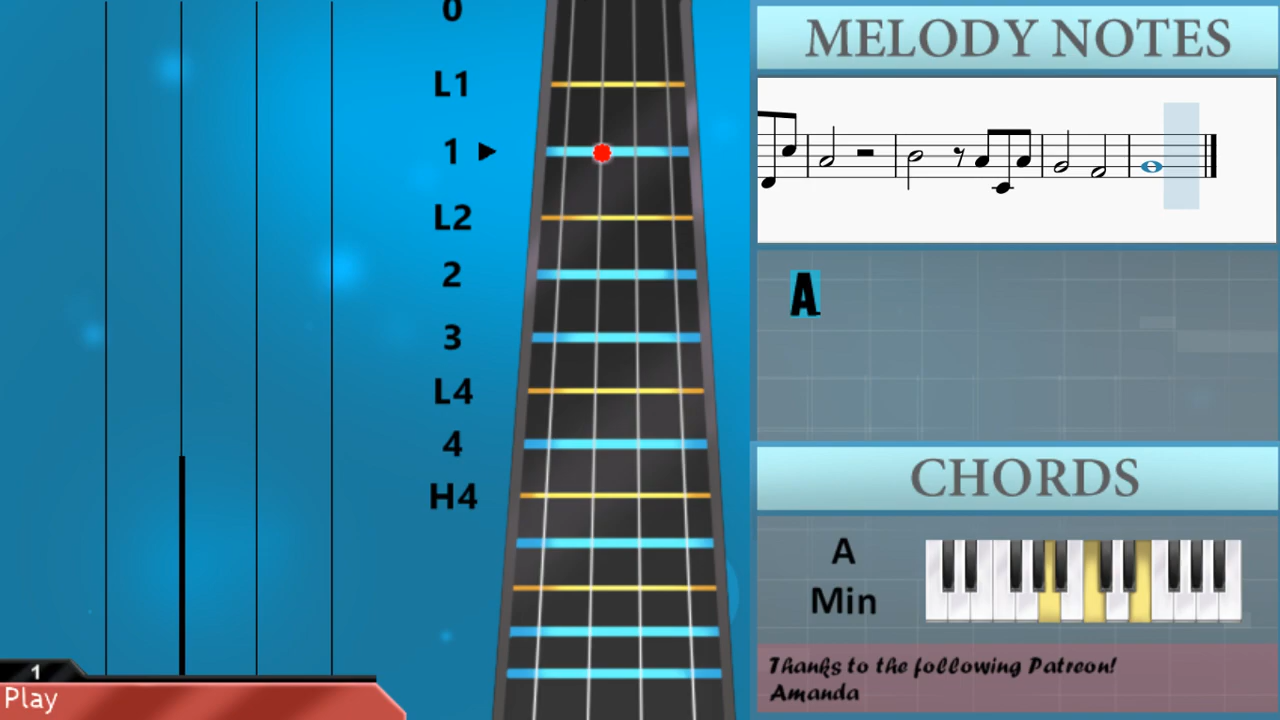 0
L1
1
L2
2
3
L4
4
H4
1
Play
MELODY NOTES
A
CHORDS
A
Min
Thanks to the following Patreon!
Amanda